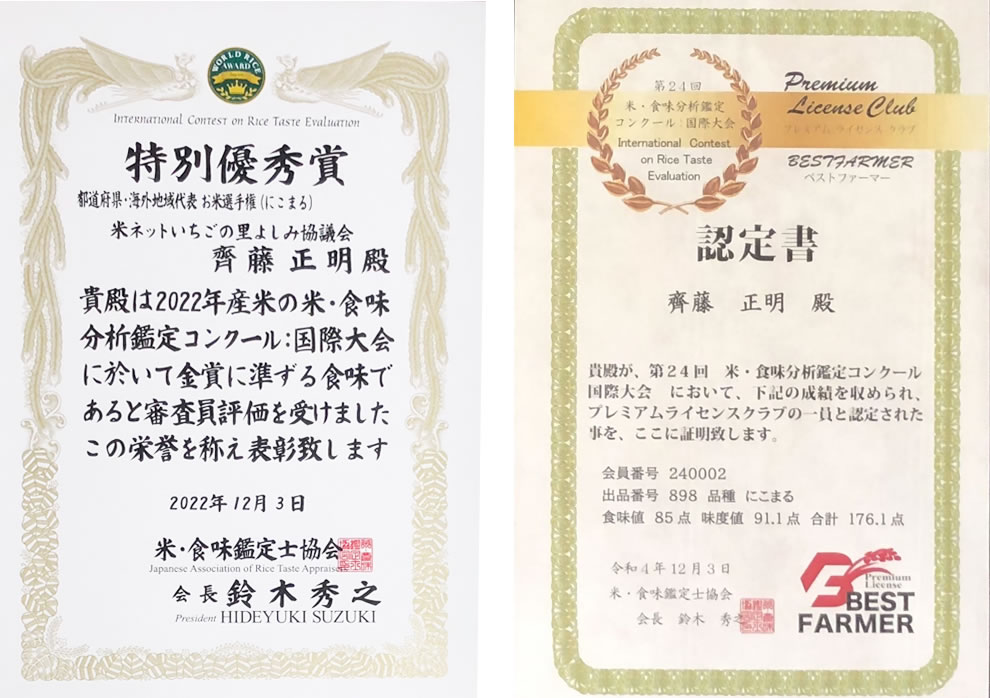 WORLD RICE
AWARD
International Contest on Rice Taste Evaluation
特別優秀賞
都道府県・海外地域代表 お米選手権(にこまる)
米ネットいちごの里よしみ協議会
齊藤正明殿
貴殿は2022年産米の米・食味
分析鑑定コンクール:国際大会
に於いて金賞に準ずる食味で
あると審査員評価を受けました
この栄誉を称え表彰致します
2022年12月3日
米・食味鑑定士協会
Japanese Association of Rice Taste Appraisers
会長 鈴木秀之
President HIDEYUKI SUZUKI
第24回
米・食味分析鑑定
コンクール:国際大会
International Contest
on Rice Taste
Evaluation
Premium
License Club
プレミアム ライセンス クラブ
BESTFARMER
ベストファーマー
認定書
齊藤 正明 殿
貴殿が、第24回 米・食味分析鑑定コンクール
国際大会 において、下記の成績を収められ、
プレミアムライセンスクラブの一員と認定された
事を、ここに証明致します。
会員番号 240002
出品番号 898 品種 にこまる
食味値 85点 味度値 91.1点 合計 176.1点
令和4年12月3日
米・食味鑑定士協会
会長 鈴木 秀之
Premium
License
BEST
FARMER